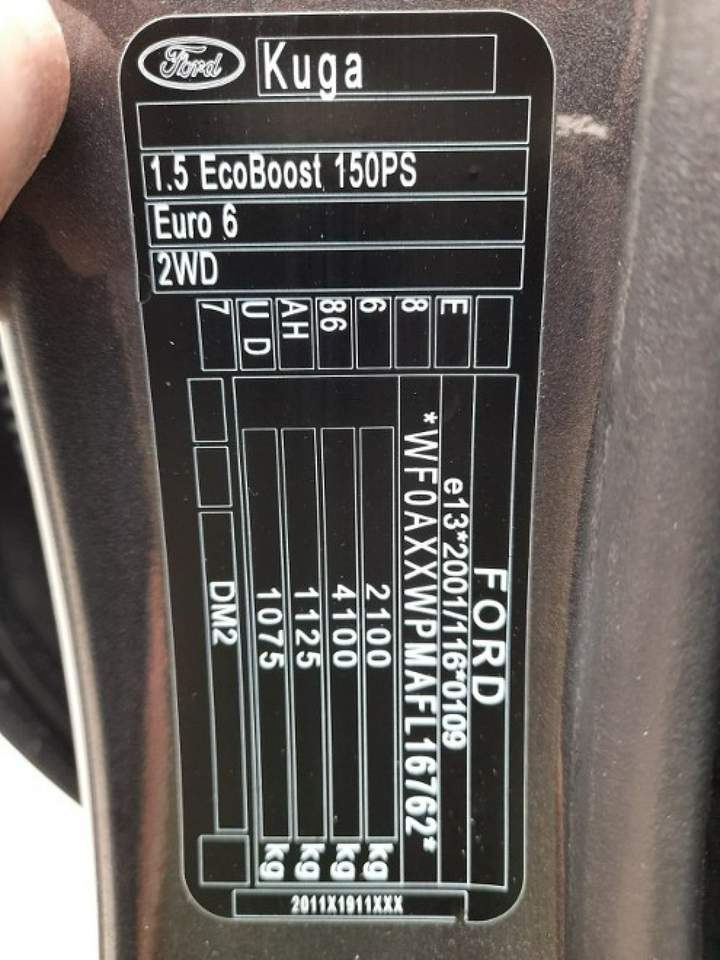 Ford
Kuga
1.5 EcoBoost 150PS
Euro 6
2WD
E
8
6
86
AH
U D
7
FORD
e13*2001/116*0109
*WF0AXXWPMAFL16762*
2100 kg
4100 kg
1125 kg
1075 kg
DM2
2011X1911XXX